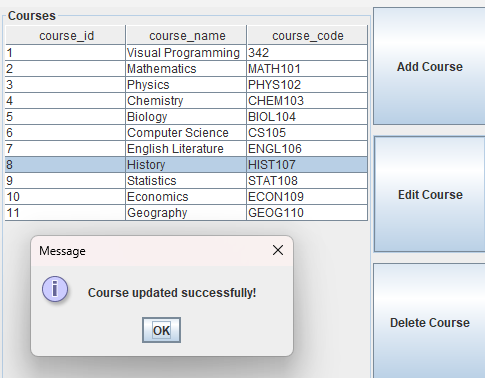 Courses
course_id course_name course_code
1 Visual Programming 342
2 Mathematics MATH101
3 Physics PHYS102
4 Chemistry CHEM103
5 Biology BIOL104
6 Computer Science CS105
7 English Literature ENGL106
8 History HIST107
9 Statistics STAT108
10 Economics ECON109
11 Geography GEOG110
Add Course
Edit Course
Delete Course
Message
Course updated successfully!
OK